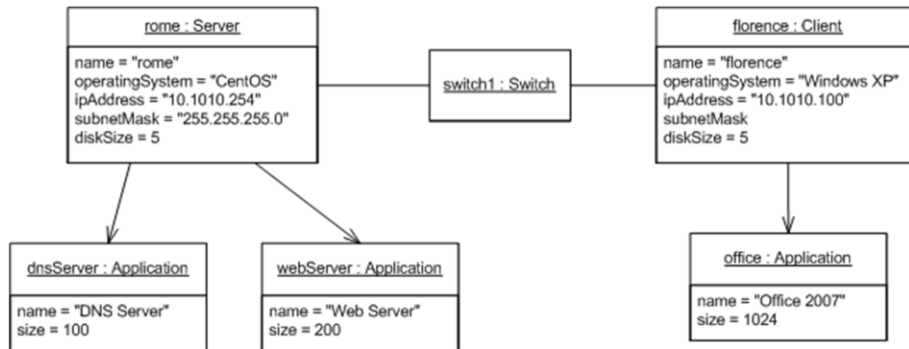 rome : Server
name = "rome"
operatingSystem = "CentOS"
ipAddress = "10.1010.254"
subnetMask = "255.255.255.0"
diskSize = 5
switch1 : Switch
florence : Client
name = "florence"
operatingSystem = "Windows XP"
ipAddress = "10.1010.100"
subnetMask
diskSize = 5
dnsServer : Application
name = "DNS Server"
size = 100
webServer : Application
name = "Web Server"
size = 200
office : Application
name = "Office 2007"
size = 1024